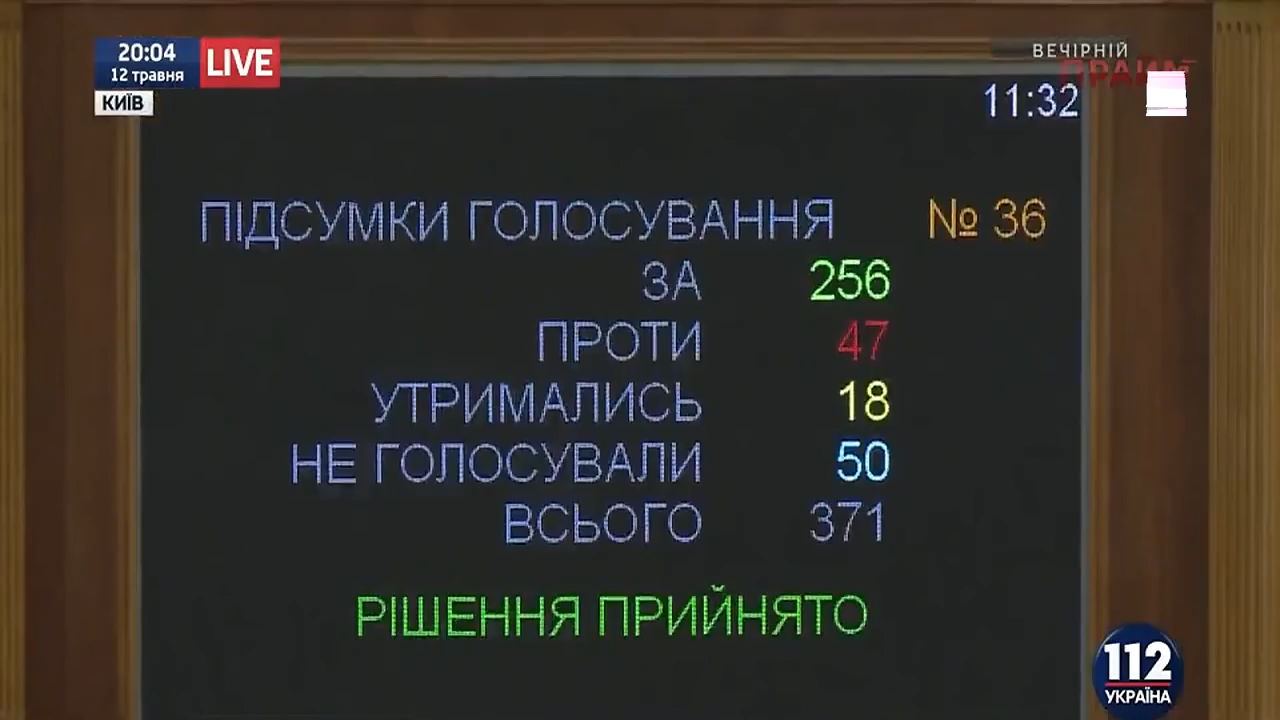 20:04
12 травня
LIVE
КИЇВ
ВЕЧІРНІЙ
ПРАЙМ
11:32
ПІДСУМКИ ГОЛОСУВАННЯ № 36
ЗА 256
ПРОТИ 47
УТРИМАЛИСЬ 18
НЕ ГОЛОСУВАЛИ 50
ВСЬОГО 371
РІШЕННЯ ПРИЙНЯТО
112
УКРАЇНА